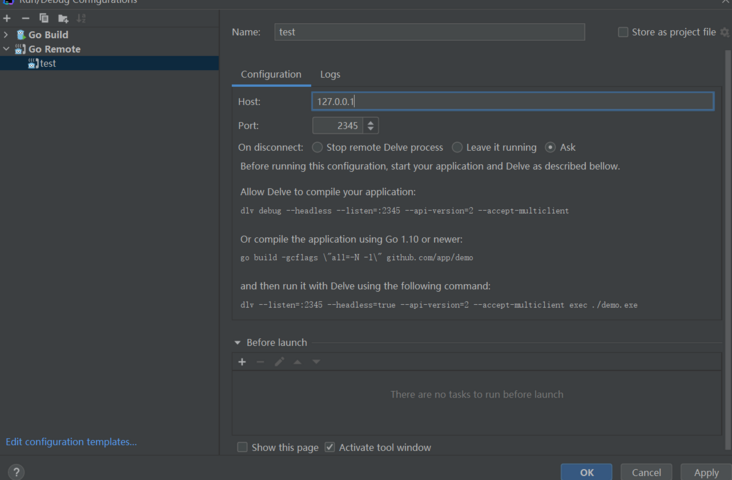 Run/Debug Configurations
Go Build
Go Remote
test
Edit configuration templates...
Name:
test
Store as project file
Configuration
Logs
Host:
127.0.0.1
Port:
2345
On disconnect:
Stop remote Delve process
Leave it running
Ask
Before running this configuration, start your application and Delve as described bellow.
Allow Delve to compile your application:
dlv debug --headless --listen=:2345 --api-version=2 --accept-multiclient
Or compile the application using Go 1.10 or newer:
go build -gcflags \"all=-N -l\" github.com/app/demo
and then run it with Delve using the following command:
dlv --listen=:2345 --headless=true --api-version=2 --accept-multiclient exec ./demo.exe
Before launch
There are no tasks to run before launch
Show this page
Activate tool window
?
OK
Cancel
Apply